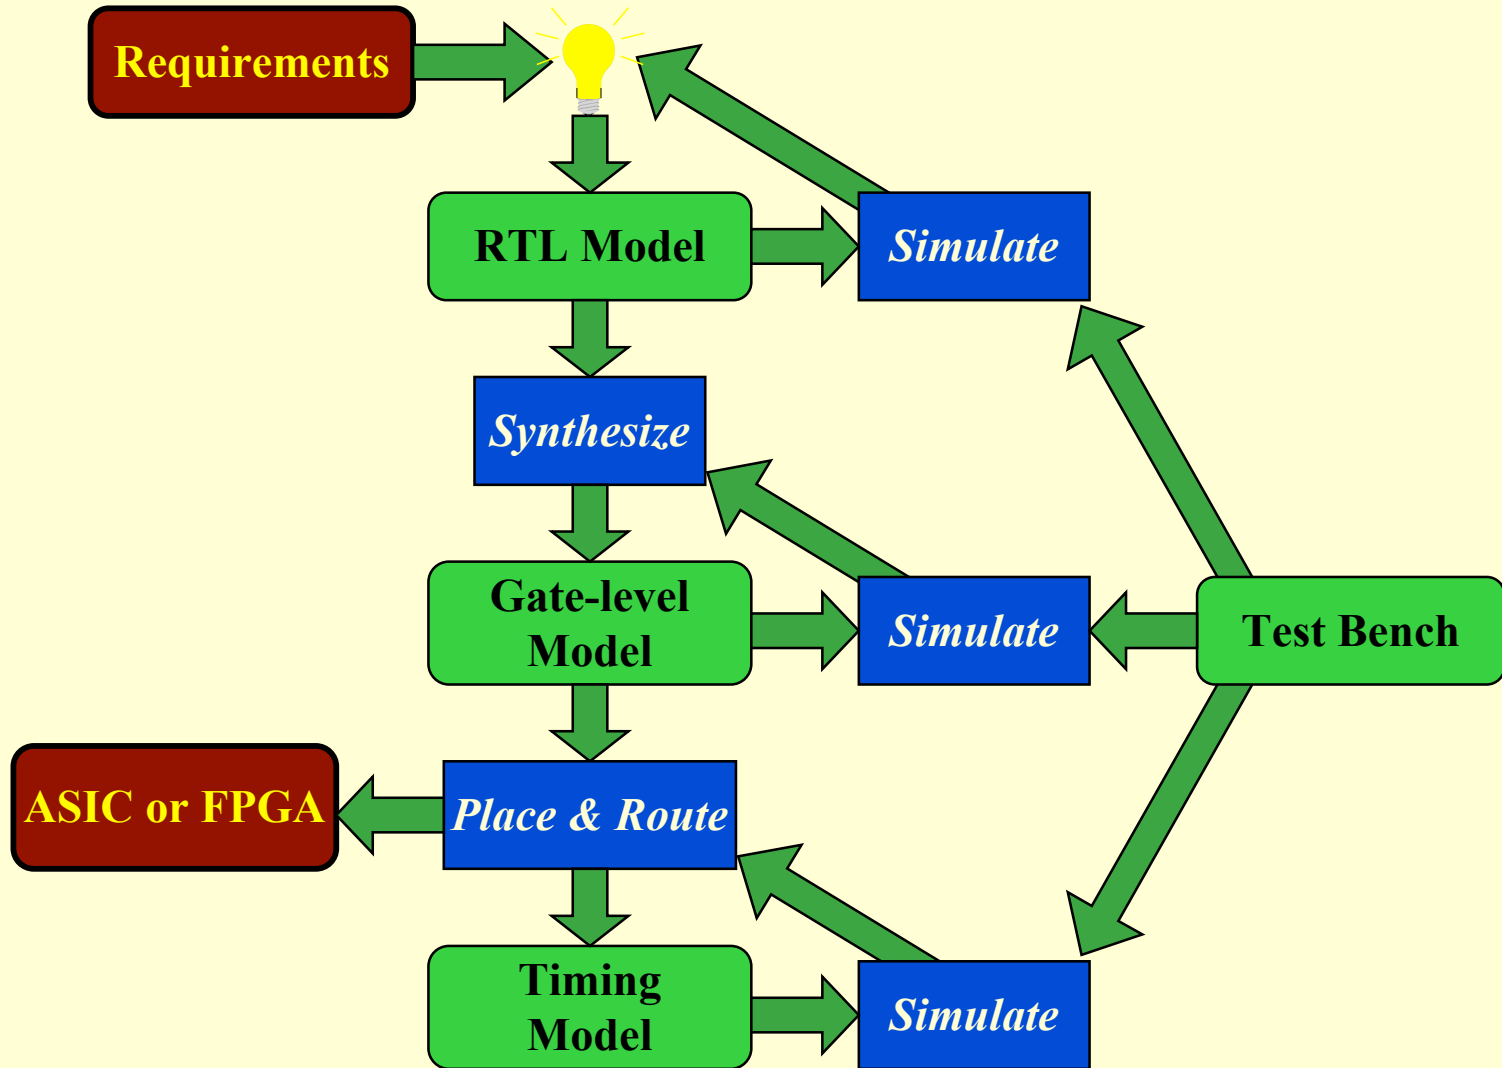 Requirements
RTL Model
Simulate
Synthesize
Gate-level
Model
Simulate
Test Bench
ASIC or FPGA
Place & Route
Timing
Model
Simulate